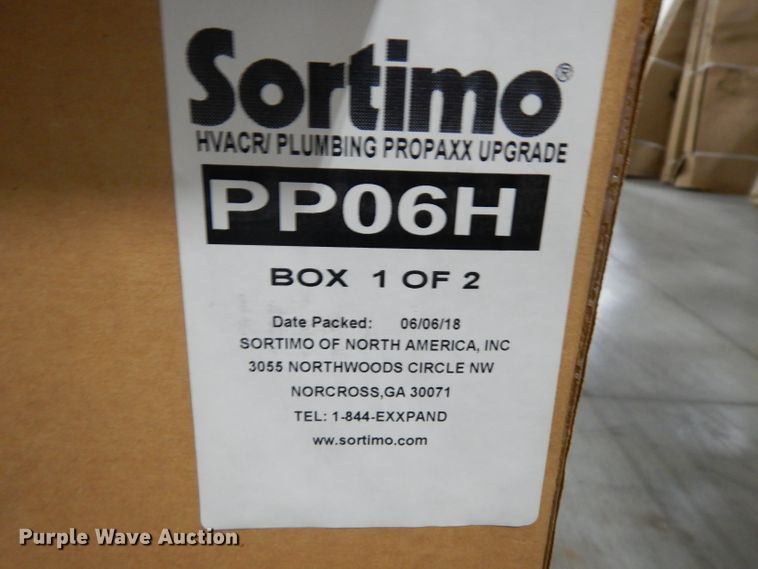 Sortimo®
HVACR/ PLUMBING PROPAXX UPGRADE
PP06H
BOX 1 OF 2
Date Packed: 06/06/18
SORTIMO OF NORTH AMERICA, INC
3055 NORTHWOODS CIRCLE NW
NORCROSS,GA 30071
TEL: 1-844-EXXPAND
ww.sortimo.com
Purple Wave Auction